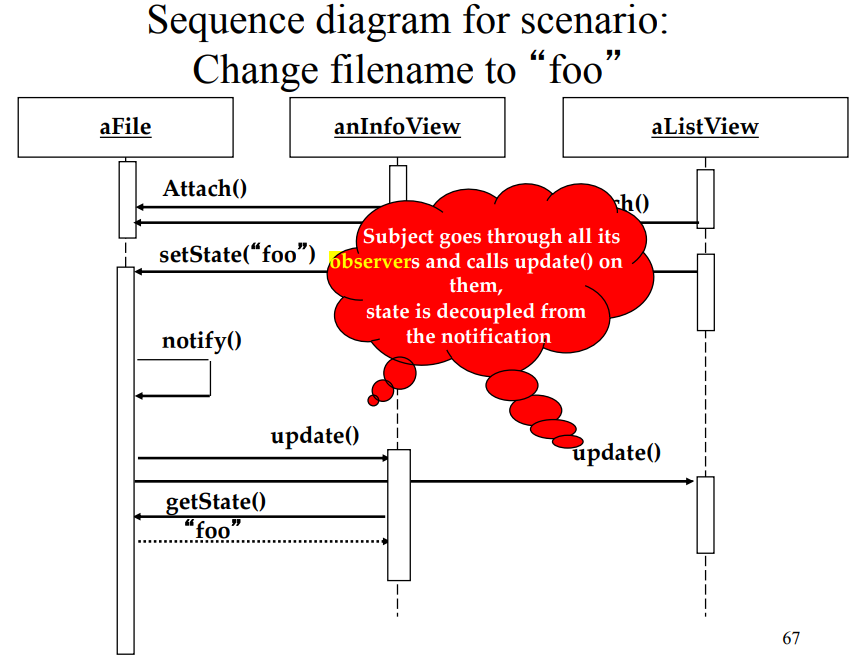 Sequence diagram for scenario:
Change filename to “foo”
aFile
anInfoView
aListView
Attach()
ch()
Subject goes through all its
observers and calls update() on
them,
state is decoupled from
the notification
setState(“foo”)
notify()
update()
update()
getState()
“foo”
67